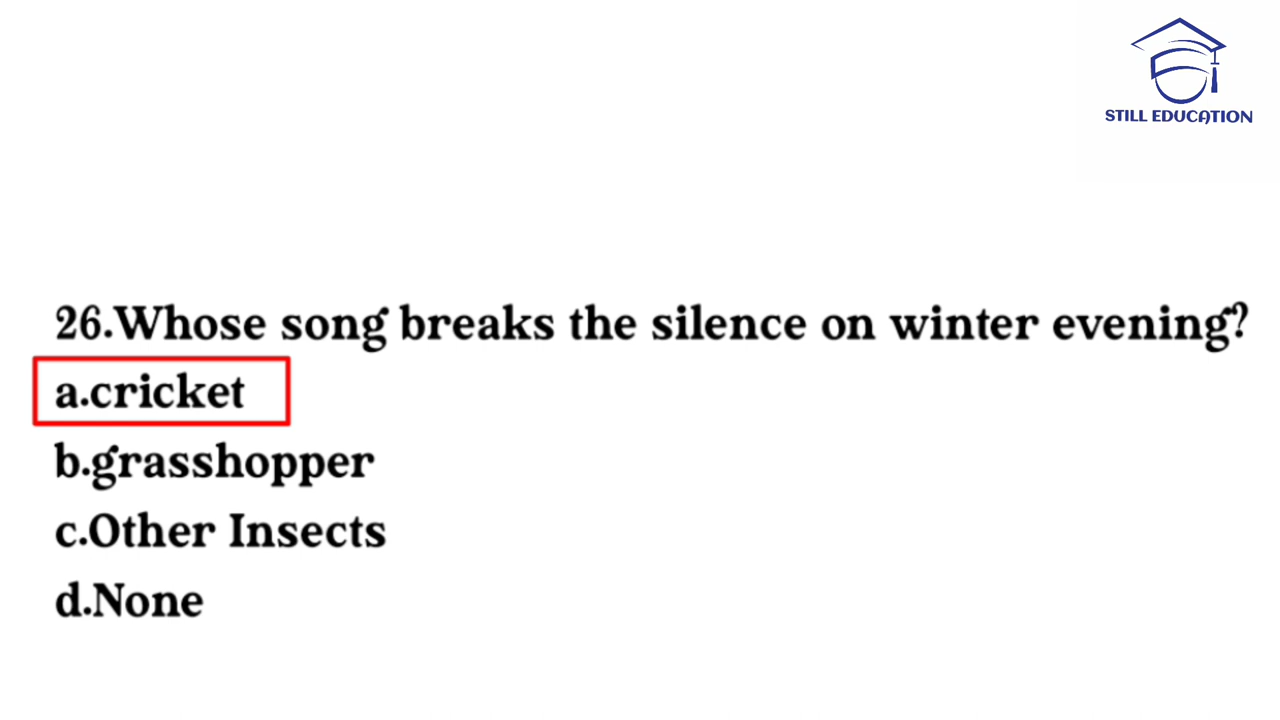 STILL EDUCATION
26.Whose song breaks the silence on winter evening?
a.cricket
b.grasshopper
c.Other Insects
d.None